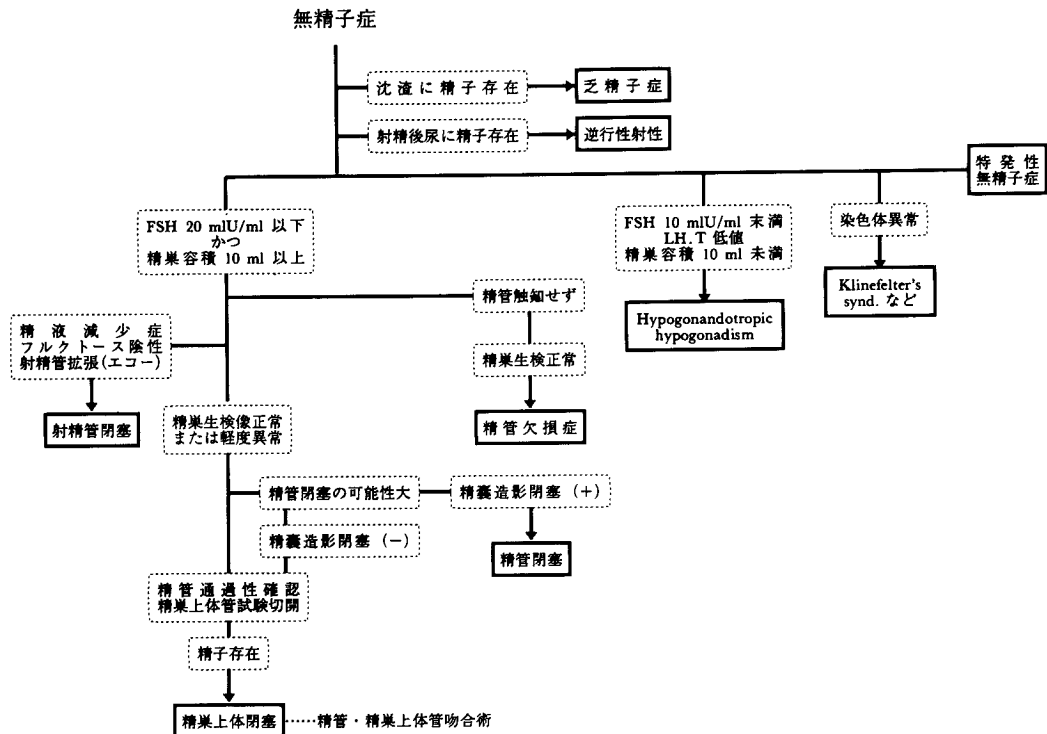 無精子症
沈渣に精子存在
乏精子症
射精後尿に精子存在
逆行性射性
特発性
無精子症
FSH 20 mIU/ml 以下
かつ
精巣容積 10 ml 以上
FSH 10 mIU/ml 末満
LH.T 低値
精巣容積 10 ml 未満
染色体異常
Hypogonandotropic
hypogonadism
Klinefelter's
synd. など
精管触知せず
精液減少症
フルクトース陰性
射精管拡張(エコー)
精巣生検正常
射精管閉塞
精巣生検像正常
または軽度異常
精管欠損症
精管閉塞の可能性大
精嚢造影閉塞 (+)
精嚢造影閉塞 (−)
精管閉塞
精管通過性確認
精巣上体管試験切開
精子存在
精巣上体閉塞 ······精管・精巣上体管吻合術